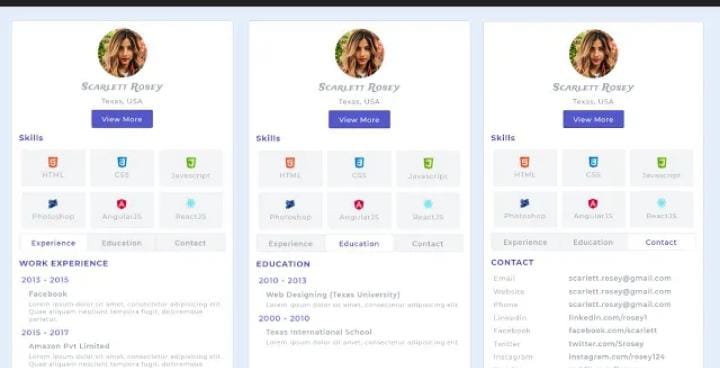 Scarlett Rosey
Texas, USA
View More
Skills
HTML CSS Javascript
Photoshop AngularJS ReactJS
Experience Education Contact
WORK EXPERIENCE
2013 - 2015
Facebook
Lorem ipsum dolor sit amet, consectetur adipisicing elit.
Quae aliquam nesciunt tempora fugit, doloremque
pariatur.
2015 - 2017
Amazon Pvt Limited
Lorem ipsum dolor sit amet, consectetur adipisicing elit.
Quae aliquam nesciunt tempora fugit, doloremque
Scarlett Rosey
Texas, USA
View More
Skills
HTML CSS Javascript
Photoshop AngularJS ReactJS
Experience Education Contact
EDUCATION
2010 - 2013
Web Designing (Texas University)
Lorem ipsum dolor sit amet, consectetur adipisicing elit.
2000 - 2010
Texas International School
Lorem ipsum dolor sit amet, consectetur adipisicing elit.
Scarlett Rosey
Texas, USA
View More
Skills
HTML CSS Javascript
Photoshop AngularJS ReactJS
Experience Education Contact
CONTACT
Email scarlett.rosey@gmail.com
Website scarlett.rosey@gmail.com
Phone scarlett.rosey@gmail.com
Linkedin linkedin.com/rosey1
Facebook facebook.com/scarlett
Twitter twitter.com/Srosey
Instagram instagram.com/rosey124